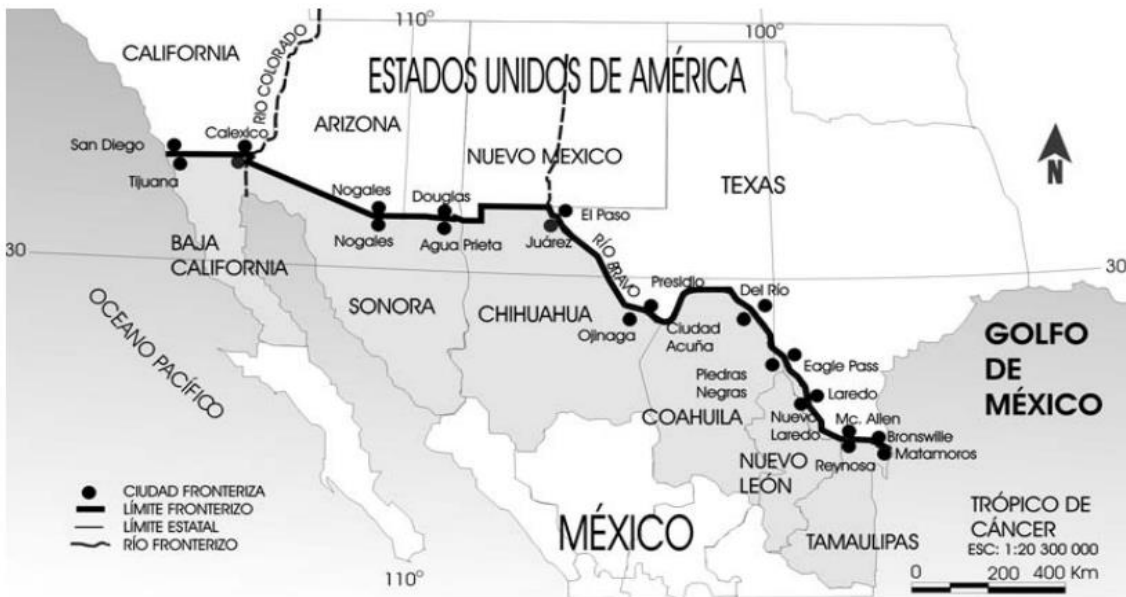 110°
100°
CALIFORNIA
RÍO COLORADO
ESTADOS UNIDOS DE AMÉRICA
ARIZONA
San Diego
Calexico
NUEVO MEXICO
TEXAS
N
Tijuana
Nogales
Douglas
El Paso
Nogales
Agua Prieta
Juárez
RÍO BRAVO
30
BAJA
CALIFORNIA
30
Presidio
Del Río
SONORA
CHIHUAHUA
Ojinaga
Ciudad
Acuña
OCEANO PACÍFICO
GOLFO
DE
MÉXICO
Piedras
Negras
Eagle Pass
COAHUILA
Laredo
Nuevo
Laredo
Mc. Allen
Bronswille
Reynosa
Matamoros
NUEVO
LEÓN
CIUDAD FRONTERIZA
LÍMITE FRONTERIZO
LÍMITE ESTATAL
RÍO FRONTERIZO
MÉXICO
TAMAULIPAS
TRÓPICO DE
CÁNCER
ESC: 1:20 300 000
0 200 400 Km
110°